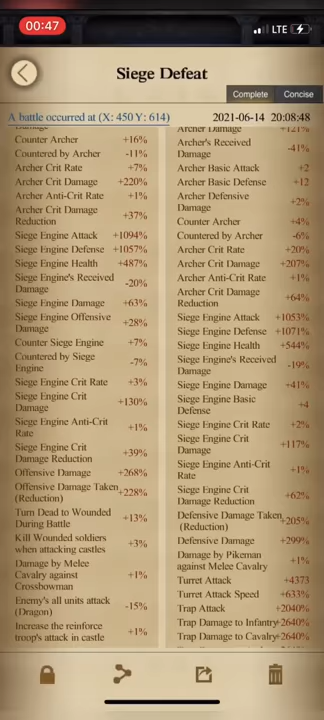 00:47
LTE
Siege Defeat
Complete
Concise
A battle occurred at (X: 450 Y: 614)
2021-06-14 20:08:48
Damage
Counter Archer +16%
Countered by Archer -11%
Archer Crit Rate +7%
Archer Crit Damage +220%
Archer Anti-Crit Rate +1%
Archer Crit Damage
Reduction +37%
Siege Engine Attack +1094%
Siege Engine Defense +1057%
Siege Engine Health +487%
Siege Engine's Received
Damage -20%
Siege Engine Damage +63%
Siege Engine Offensive
Damage +28%
Counter Siege Engine +7%
Countered by Siege
Engine -7%
Siege Engine Crit Rate +3%
Siege Engine Crit
Damage +130%
Siege Engine Anti-Crit
Rate +1%
Siege Engine Crit
Damage Reduction +39%
Offensive Damage +268%
Offensive Damage Taken
(Reduction) +228%
Turn Dead to Wounded
During Battle +13%
Kill Wounded soldiers
when attacking castles +3%
Damage by Melee
Cavalry against
Crossbowman +1%
Enemy's all units attack
(Dragon) -15%
Increase the reinforce
troop's attack in castle +1%
Archer Damage +121%
Archer's Received
Damage -41%
Archer Basic Attack +2
Archer Basic Defense +12
Archer Defensive
Damage +2%
Counter Archer +4%
Countered by Archer -6%
Archer Crit Rate +20%
Archer Crit Damage +207%
Archer Anti-Crit Rate +1%
Archer Crit Damage
Reduction +64%
Siege Engine Attack +1053%
Siege Engine Defense +1071%
Siege Engine Health +544%
Siege Engine's Received
Damage -19%
Siege Engine Damage +41%
Siege Engine Basic
Defense +4
Siege Engine Crit Rate +2%
Siege Engine Crit
Damage +117%
Siege Engine Anti-Crit
Rate +1%
Siege Engine Crit
Damage Reduction +62%
Defensive Damage Taken
(Reduction) +205%
Defensive Damage +299%
Damage by Pikeman
against Melee Cavalry +1%
Turret Attack +4373
Turret Attack Speed +633%
Trap Attack +2040%
Trap Damage to Infantry +2640%
Trap Damage to Cavalry +2640%